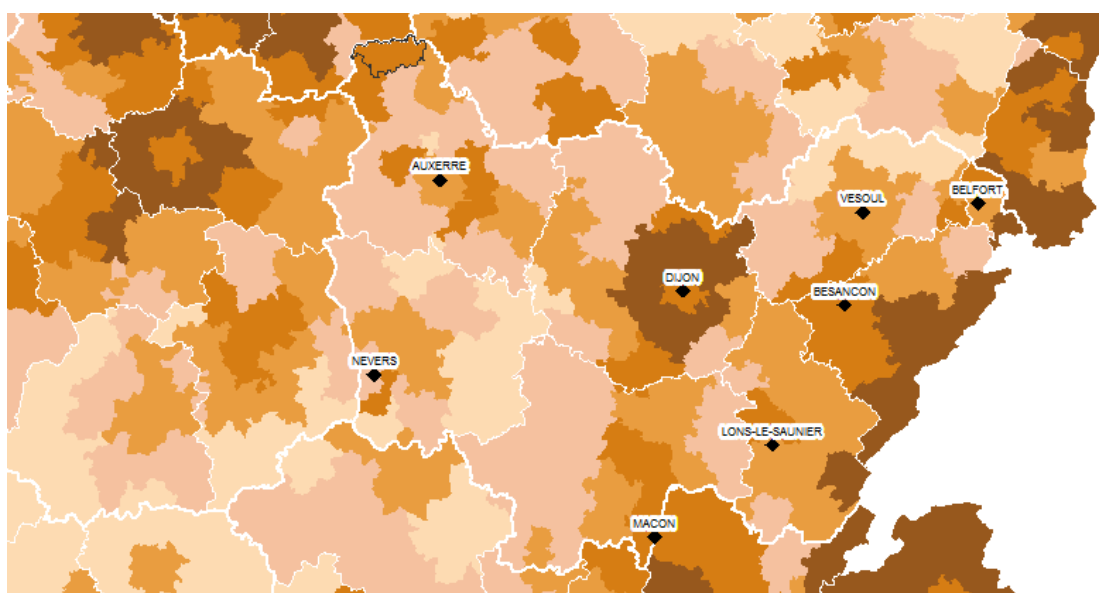 AUXERRE
BELFORT
VESOUL
DIJON
BESANCON
NEVERS
LONS-LE-SAUNIER
MACON